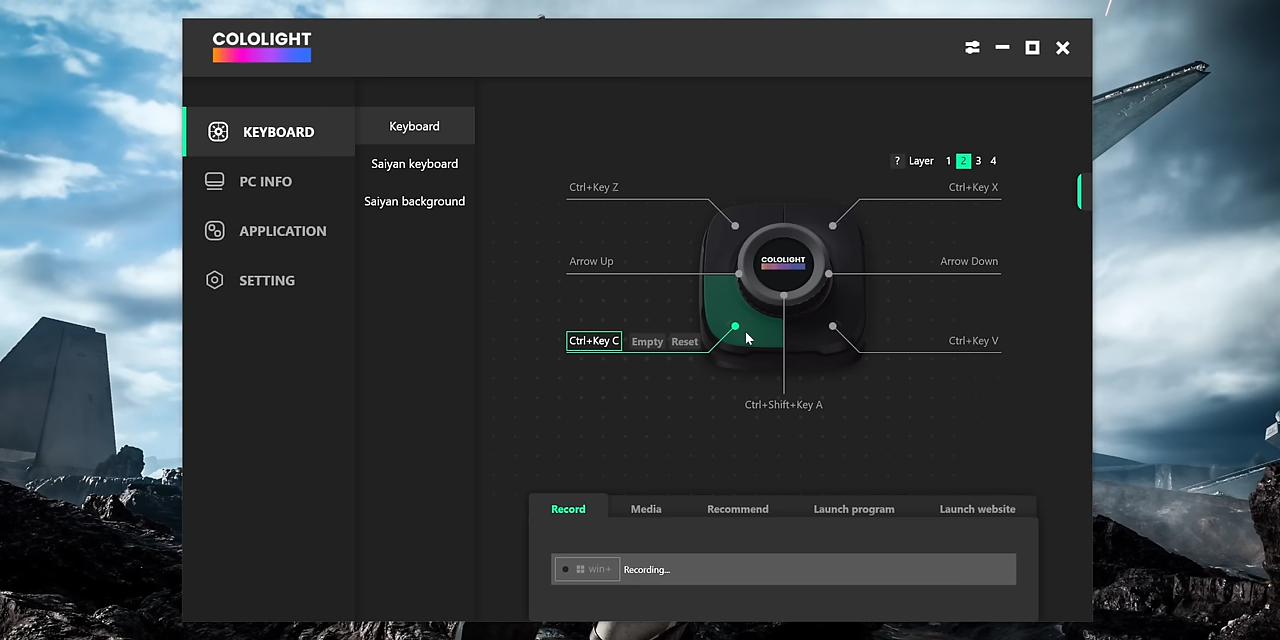 COLOLIGHT
KEYBOARD
PC INFO
APPLICATION
SETTING
Keyboard
Saiyan keyboard
Saiyan background
? Layer 1 2 3 4
Ctrl+Key Z
Ctrl+Key X
Arrow Up
COLOLIGHT
Arrow Down
Ctrl+Key C Empty Reset
Ctrl+Key V
Ctrl+Shift+Key A
Record Media Recommend Launch program Launch website
win+ Recording...